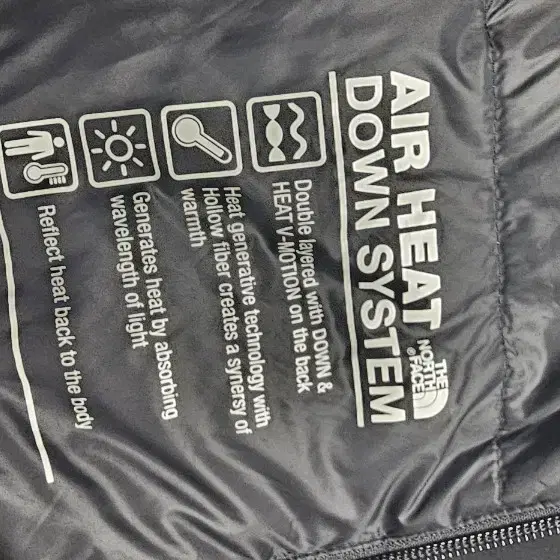 THE
NORTH
FACE®
AIR HEAT
DOWN SYSTEM
Double layered with DOWN &
HEAT V-MOTION on the back
Heat generative technology with
Hollow fiber creates a synersy of
warmth
Generates heat by absorbing
wavelength of light
Reflect heat back to the body